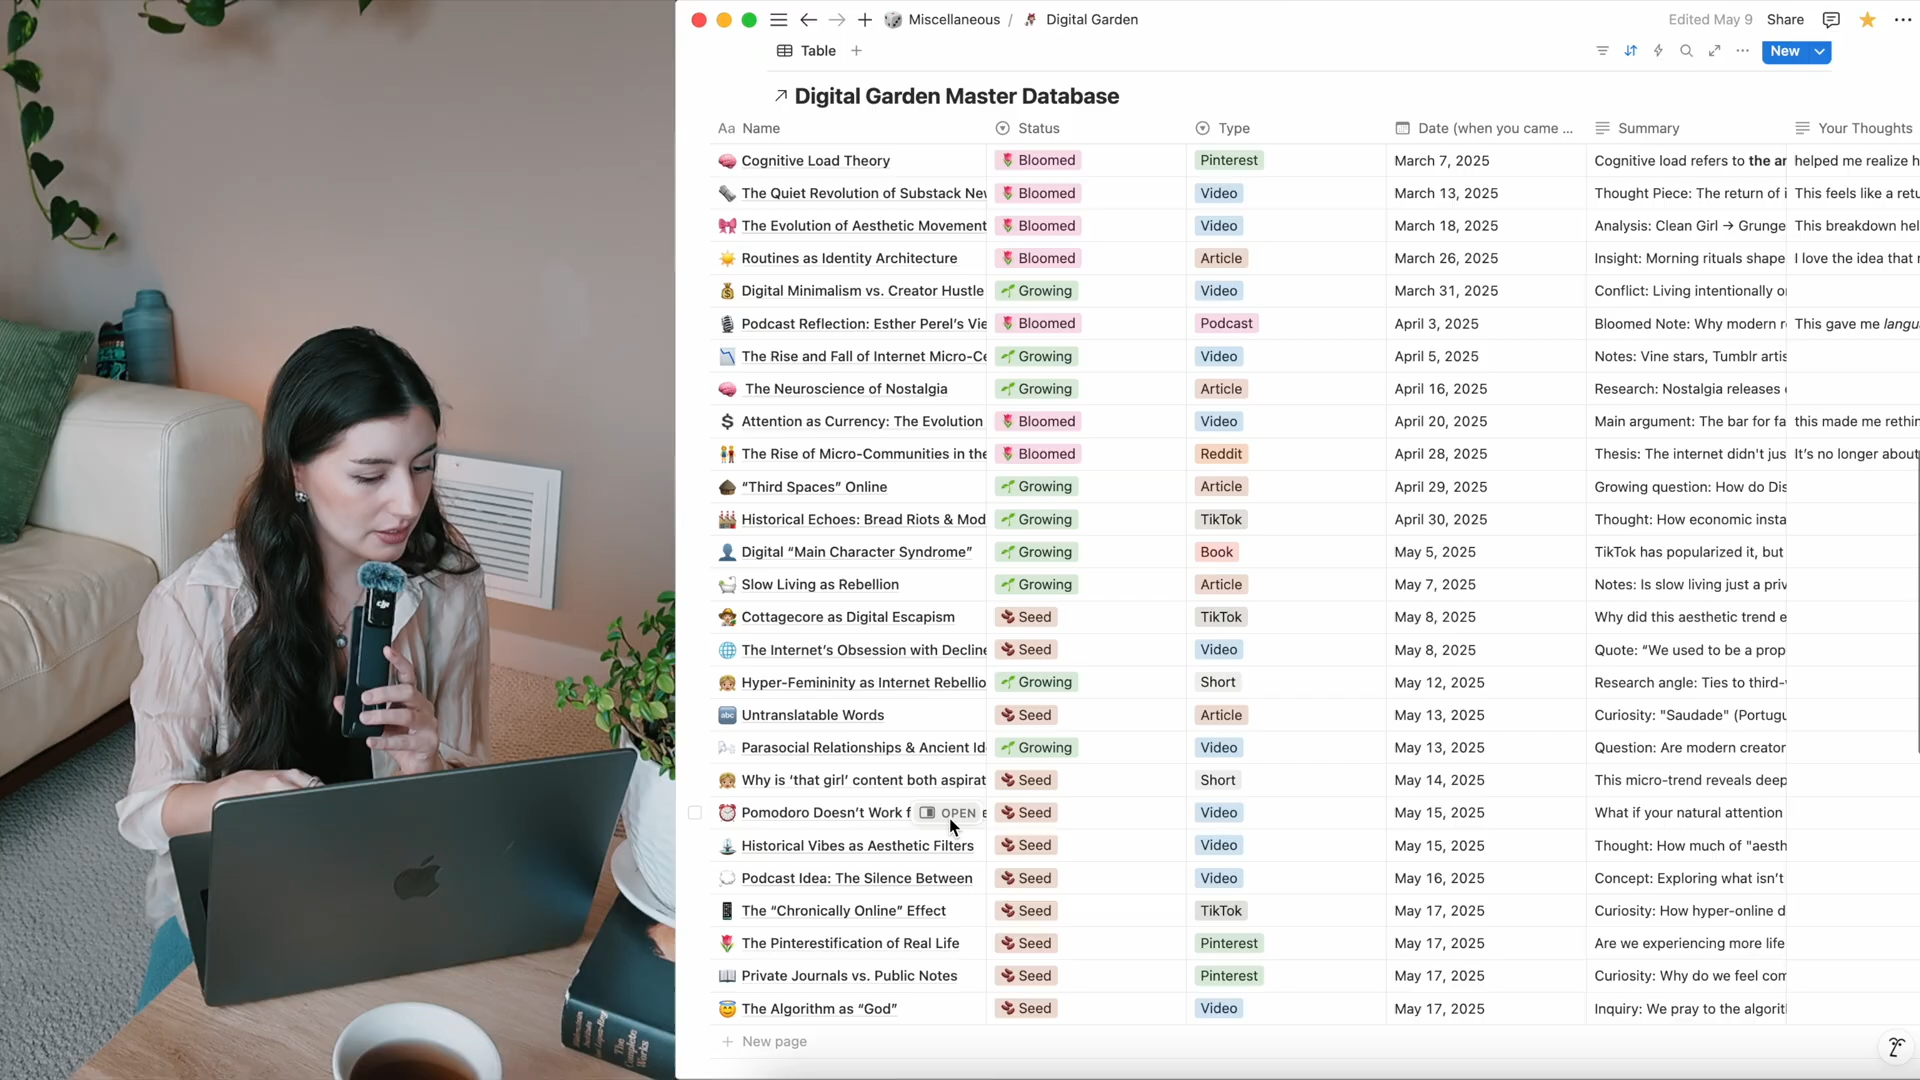 Miscellaneous / Digital Garden Edited May 9 Share
Table New
Digital Garden Master Database
Aa Name Status Type Date (when you came ... Summary Your Thoughts
Cognitive Load Theory Bloomed Pinterest March 7, 2025 Cognitive load refers to the ar helped me realize h
The Quiet Revolution of Substack Nev Bloomed Video March 13, 2025 Thought Piece: The return of i This feels like a retu
The Evolution of Aesthetic Movement Bloomed Video March 18, 2025 Analysis: Clean Girl → Grunge This breakdown hel
Routines as Identity Architecture Bloomed Article March 26, 2025 Insight: Morning rituals shape I love the idea that r
Digital Minimalism vs. Creator Hustle Growing Video March 31, 2025 Conflict: Living intentionally o
Podcast Reflection: Esther Perel's Vie Bloomed Podcast April 3, 2025 Bloomed Note: Why modern r This gave me langu
The Rise and Fall of Internet Micro-Ce Growing Video April 5, 2025 Notes: Vine stars, Tumblr artis
The Neuroscience of Nostalgia Growing Article April 16, 2025 Research: Nostalgia releases
Attention as Currency: The Evolution Bloomed Video April 20, 2025 Main argument: The bar for fa this made me rethin
The Rise of Micro-Communities in the Bloomed Reddit April 28, 2025 Thesis: The internet didn't jus It's no longer about
“Third Spaces” Online Growing Article April 29, 2025 Growing question: How do Dis
Historical Echoes: Bread Riots & Mod Growing TikTok April 30, 2025 Thought: How economic insta
Digital “Main Character Syndrome” Growing Book May 5, 2025 TikTok has popularized it, but
Slow Living as Rebellion Growing Article May 7, 2025 Notes: Is slow living just a priv
Cottagecore as Digital Escapism Seed TikTok May 8, 2025 Why did this aesthetic trend e
The Internet's Obsession with Decline Seed Video May 8, 2025 Quote: “We used to be a prop
Hyper-Femininity as Internet Rebellio Growing Short May 12, 2025 Research angle: Ties to third-
Untranslatable Words Seed Article May 13, 2025 Curiosity: "Saudade" (Portugu
Parasocial Relationships & Ancient Id Growing Video May 13, 2025 Question: Are modern creator
Why is ‘that girl’ content both aspirat Seed Short May 14, 2025 This micro-trend reveals deep
Pomodoro Doesn't Work f OPEN Seed Video May 15, 2025 What if your natural attention
Historical Vibes as Aesthetic Filters Seed Video May 15, 2025 Thought: How much of "aesth
Podcast Idea: The Silence Between Seed Video May 16, 2025 Concept: Exploring what isn't
The “Chronically Online” Effect Seed TikTok May 17, 2025 Curiosity: How hyper-online d
The Pinterestification of Real Life Seed Pinterest May 17, 2025 Are we experiencing more life
Private Journals vs. Public Notes Seed Pinterest May 17, 2025 Curiosity: Why do we feel com
The Algorithm as “God” Seed Video May 17, 2025 Inquiry: We pray to the algorit
New page
dji
The Complete Works